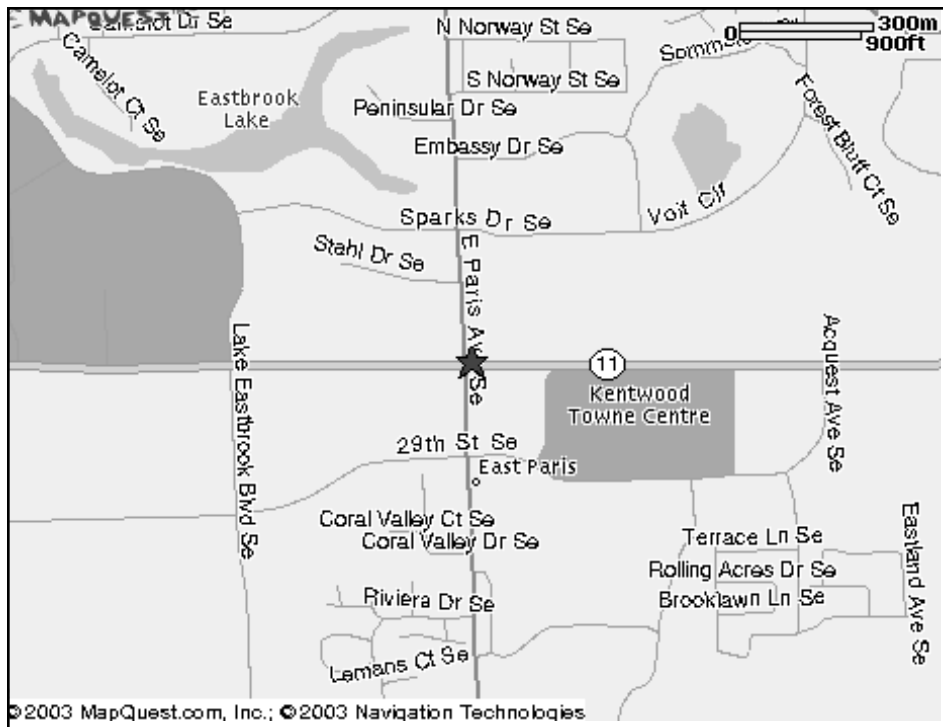 MAPQUEST
Camelot Dr Se
N Norway St Se
0 300m
900ft
Camelot Ct Se
S Norway St Se
Eastbrook
Lake
Peninsular Dr Se
Embassy Dr Se
Forest Bluff Ct Se
Voit Clf
Sparks Dr Se
Stahl Dr Se
E Paris Ave Se
Lake Eastbrook Blvd Se
11
Kentwood
Towne Centre
Acquest Ave Se
29th St Se
East Paris
Coral Valley Ct Se
Coral Valley Dr Se
Terrace Ln Se
Rolling Acres Dr Se
Brooklawn Ln Se
Eastland Ave Se
Riviera Dr Se
Lemans Ct Se
©2003 MapQuest.com, Inc.; ©2003 Navigation Technologies